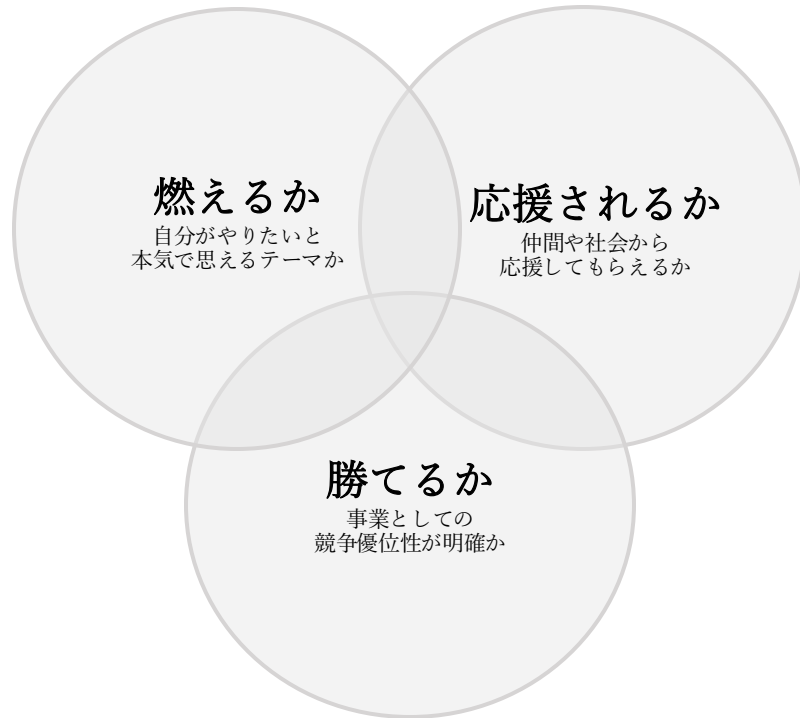 燃えるか
自分がやりたいと
本気で思えるテーマか
応援されるか
仲間や社会から
応援してもらえるか
勝てるか
事業としての
競争優位性が明確か